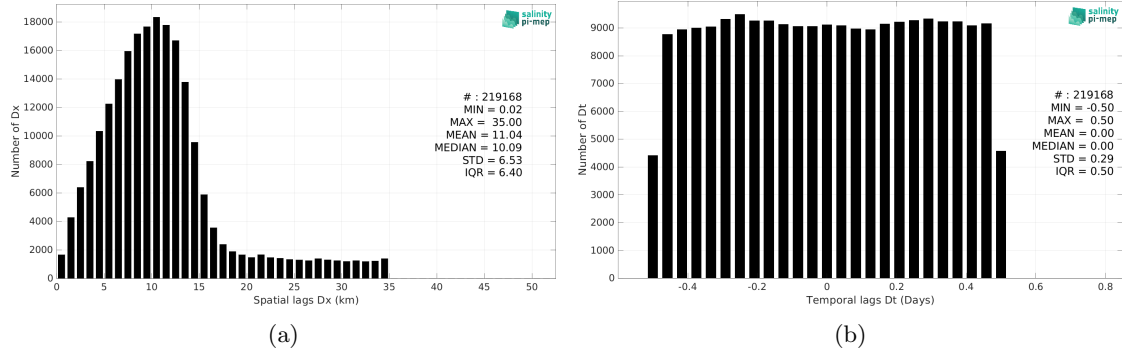 18000
16000
14000
12000
10000
8000
6000
4000
2000
0
Number of Dx
0 5 10 15 20 25 30 35 40 45 50
Spatial lags Dx (km)
salinity
pi-mep
# : 219168
MIN = 0.02
MAX = 35.00
MEAN = 11.04
MEDIAN = 10.09
STD = 6.53
IQR = 6.40
(a)
9000
8000
7000
6000
5000
4000
3000
2000
1000
0
Number of Dt
-0.4 -0.2 0 0.2 0.4 0.6 0.8
Temporal lags Dt (Days)
salinity
pi-mep
# : 219168
MIN = -0.50
MAX = 0.50
MEAN = 0.00
MEDIAN = 0.00
STD = 0.29
IQR = 0.50
(b)